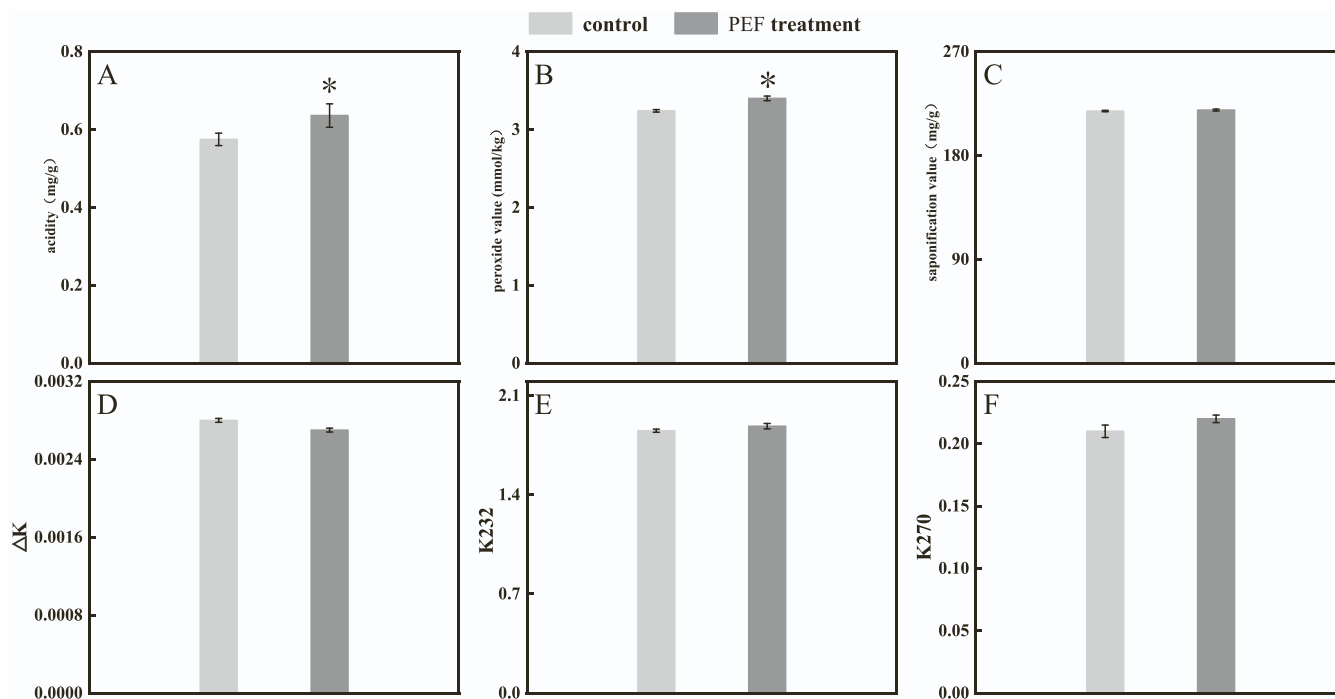 control PEF treatment
A
*
acidity（mg/g）
0.8
0.6
0.4
0.2
0.0
B
*
peroxide value (mmol/kg)
4
3
2
1
0
C
saponification value（mg/g）
270
180
90
0
D
ΔK
0.0032
0.0024
0.0016
0.0008
0.0000
E
K232
2.1
1.4
0.7
0.0
F
K270
0.25
0.20
0.15
0.10
0.05
0.00